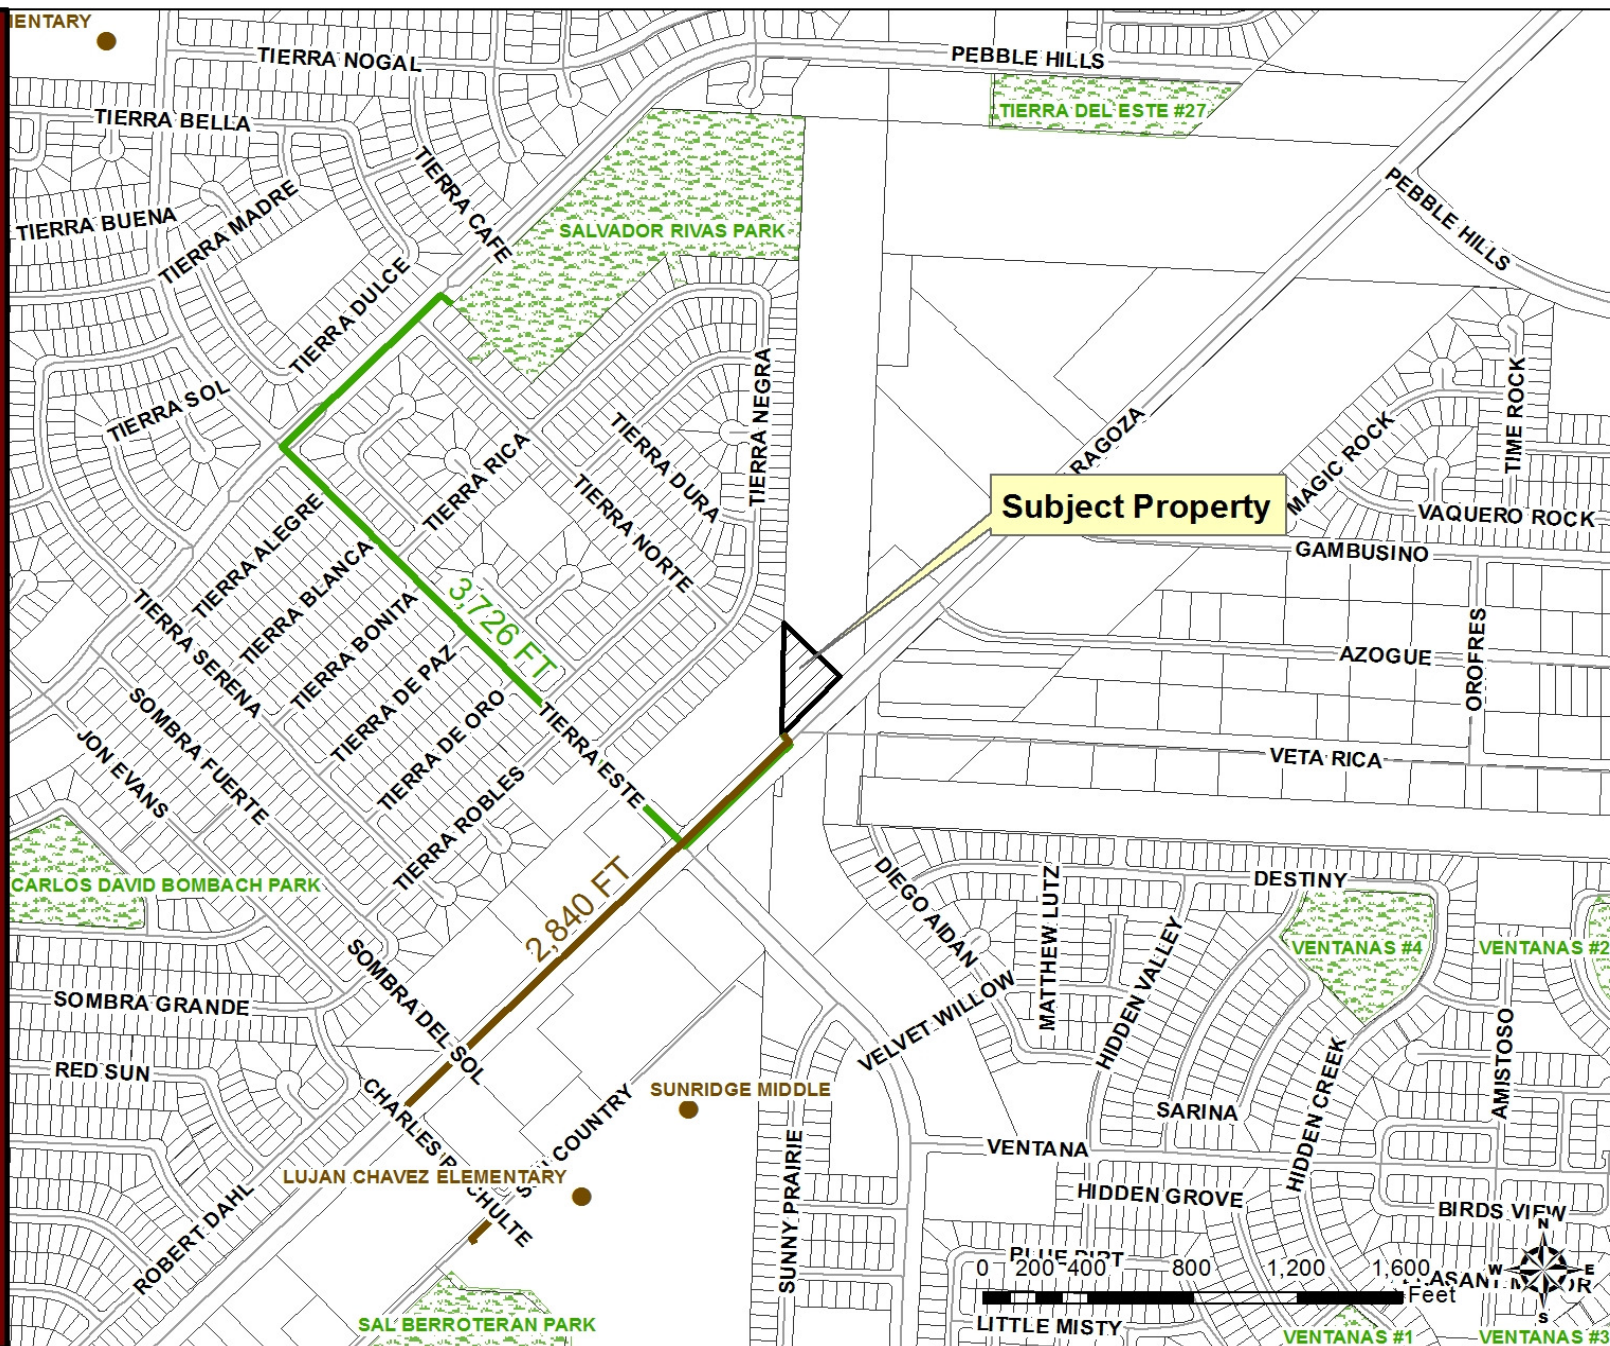 MENTARY
TIERRA NOGAL
PEBBLE HILLS
TIERRA DEL ESTE #27
TIERRA BELLA
TIERRA CAFE
PEBBLE HILLS
TIERRA BUENA
TIERRA MADRE
SALVADOR RIVAS PARK
TIERRA DULCE
TIERRA SOL
TIERRA NEGRA
TIERRA DURA
TIERRA RICA
TIERRA NORTE
RAGOZA
Subject Property
MAGIC ROCK
TIME ROCK
VAQUERO ROCK
GAMBUSINO
TIERRA ALEGRE
TIERRA BLANCA
TIERRA BONITA
3,726 FT
TIERRA SERENA
TIERRA DE PAZ
TIERRA DE ORO
AZOGUE
OROFRES
SOMBRA FUERTE
JON EVANS
TIERRA ESTE
VETA RICA
TIERRA ROBLES
CARLOS DAVID BOMBACH PARK
2,840 FT
DIEGO AIDAN
MATTHEW LUTZ
DESTINY
HIDDEN VALLEY
VENTANAS #4
VENTANAS #2
SOMBRA GRANDE
SOMBRA DEL SOL
VELVET WILLOW
RED SUN
CHARLES R CHULTE
SUNRIDGE MIDDLE
COUNTRY
SARINA
HIDDEN CREEK
AMISTOSO
LUJAN CHAVEZ ELEMENTARY
VENTANA
SUNNY PRAIRIE
HIDDEN GROVE
BIRDS VIEW
ROBERT DAHL
BLUE DIRT
N
W
E
S
0 200 400 800 1,200 1,600
Feet
SAL BERROTERAN PARK
LITTLE MISTY
VENTANAS #1
VENTANAS #3